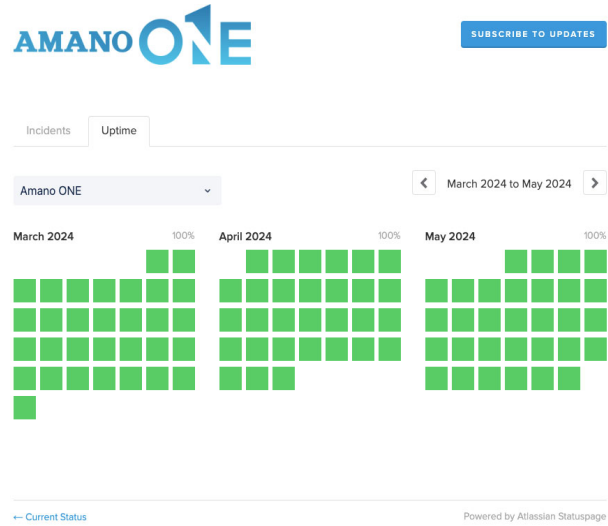 AMANO ONE
SUBSCRIBE TO UPDATES
Incidents Uptime
Amano ONE
March 2024 to May 2024
March 2024 100% April 2024 100% May 2024 100%
← Current Status
Powered by Atlassian Statuspage